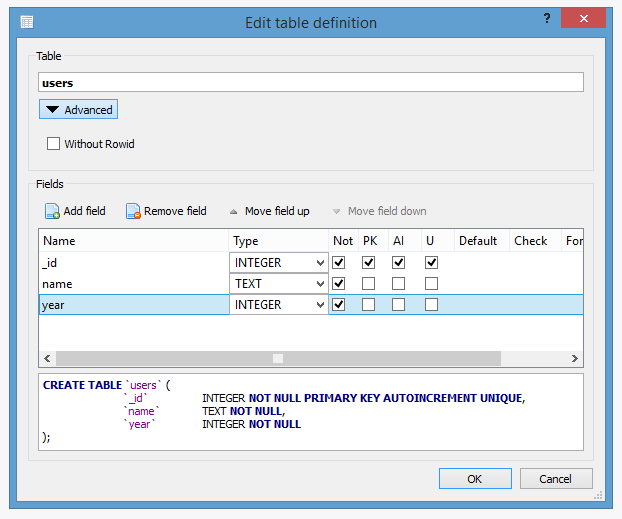 Edit table definition
?
Table
users
Advanced
Without Rowid
Fields
Add field Remove field Move field up Move field down
Name Type Not PK AI U Default Check For
_id INTEGER
name TEXT
year INTEGER
CREATE TABLE `users` (
`_id` INTEGER NOT NULL PRIMARY KEY AUTOINCREMENT UNIQUE,
`name` TEXT NOT NULL,
`year` INTEGER NOT NULL
);
OK Cancel